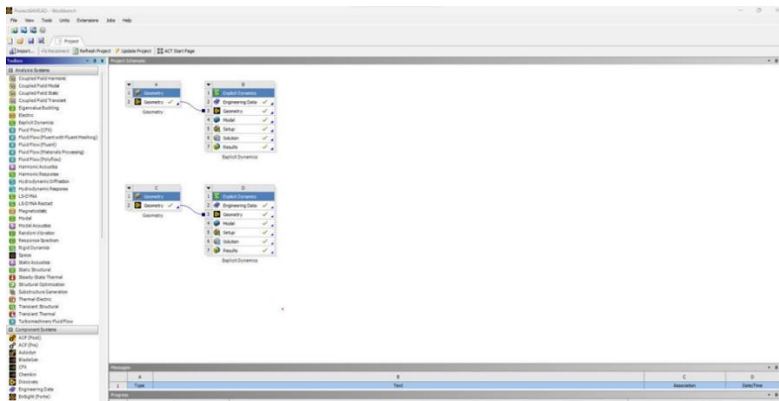 File View Tools Units Extensions Jobs Help
Project
Import... Reconnect Refresh Project Update Project ACT Start Page
Toolbox
Project Schematic
Analysis Systems
Coupled Field Harmonic
Coupled Field Modal
Coupled Field Static
Coupled Field Transient
Eigenvalue Buckling
Electric
Explicit Dynamics
Fluid Flow (CFX)
Fluid Flow (Fluent with Fluent Meshing)
Fluid Flow (Fluent)
Fluid Flow (Materials Processing)
Fluid Flow (Polyflow)
Harmonic Acoustics
Harmonic Response
Hydrodynamic Diffraction
Hydrodynamic Response
LS-DYNA
LS-DYNA Restart
Magnetostatic
Modal
Modal Acoustics
Random Vibration
Response Spectrum
Rigid Dynamics
Speos
Static Acoustics
Static Structural
Steady-State Thermal
Structural Optimization
Substructure Generation
Thermal-Electric
Transient Structural
Transient Thermal
Turbomachinery Fluid Flow
Component Systems
ACP (Post)
ACP (Pre)
Autodyn
BladeGen
CFX
Chemkin
Discovery
Engineering Data
EnSight (Forte)
A
1 Geometry
2 Geometry
Geometry
B
1 Explicit Dynamics
2 Engineering Data
3 Geometry
4 Model
5 Setup
6 Solution
7 Results
Explicit Dynamics
C
1 Geometry
2 Geometry
Geometry
D
1 Explicit Dynamics
2 Engineering Data
3 Geometry
4 Model
5 Setup
6 Solution
7 Results
Explicit Dynamics
Messages
A B C D
1 Type Text Association Date/Time
Progress